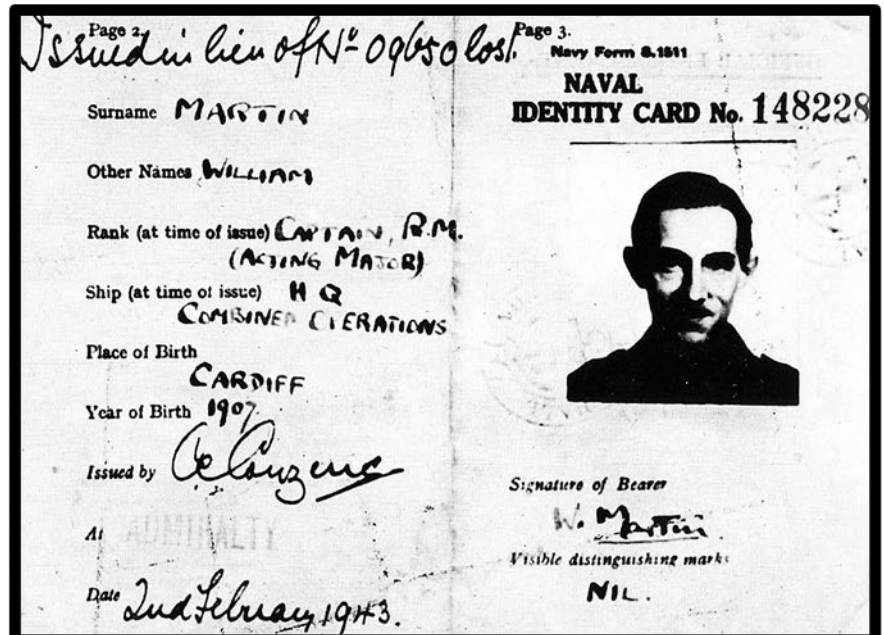 Page 2.
Issued in lieu of No 09650 lost.
Surname MARTIN
Other Names WILLIAM
Rank (at time of issue) CAPTAIN, R.M.
(ACTING MAJOR)
Ship (at time of issue) H Q
COMBINED OPERATIONS
Place of Birth
CARDIFF
Year of Birth 1907
Issued by
At
ADMIRALTY
Date 2nd February 1943.
Page 3.
Navy Form S.1511
NAVAL
IDENTITY CARD No. 148228
Signature of Bearer
W. Martin
Visible distinguishing marks
NIL.